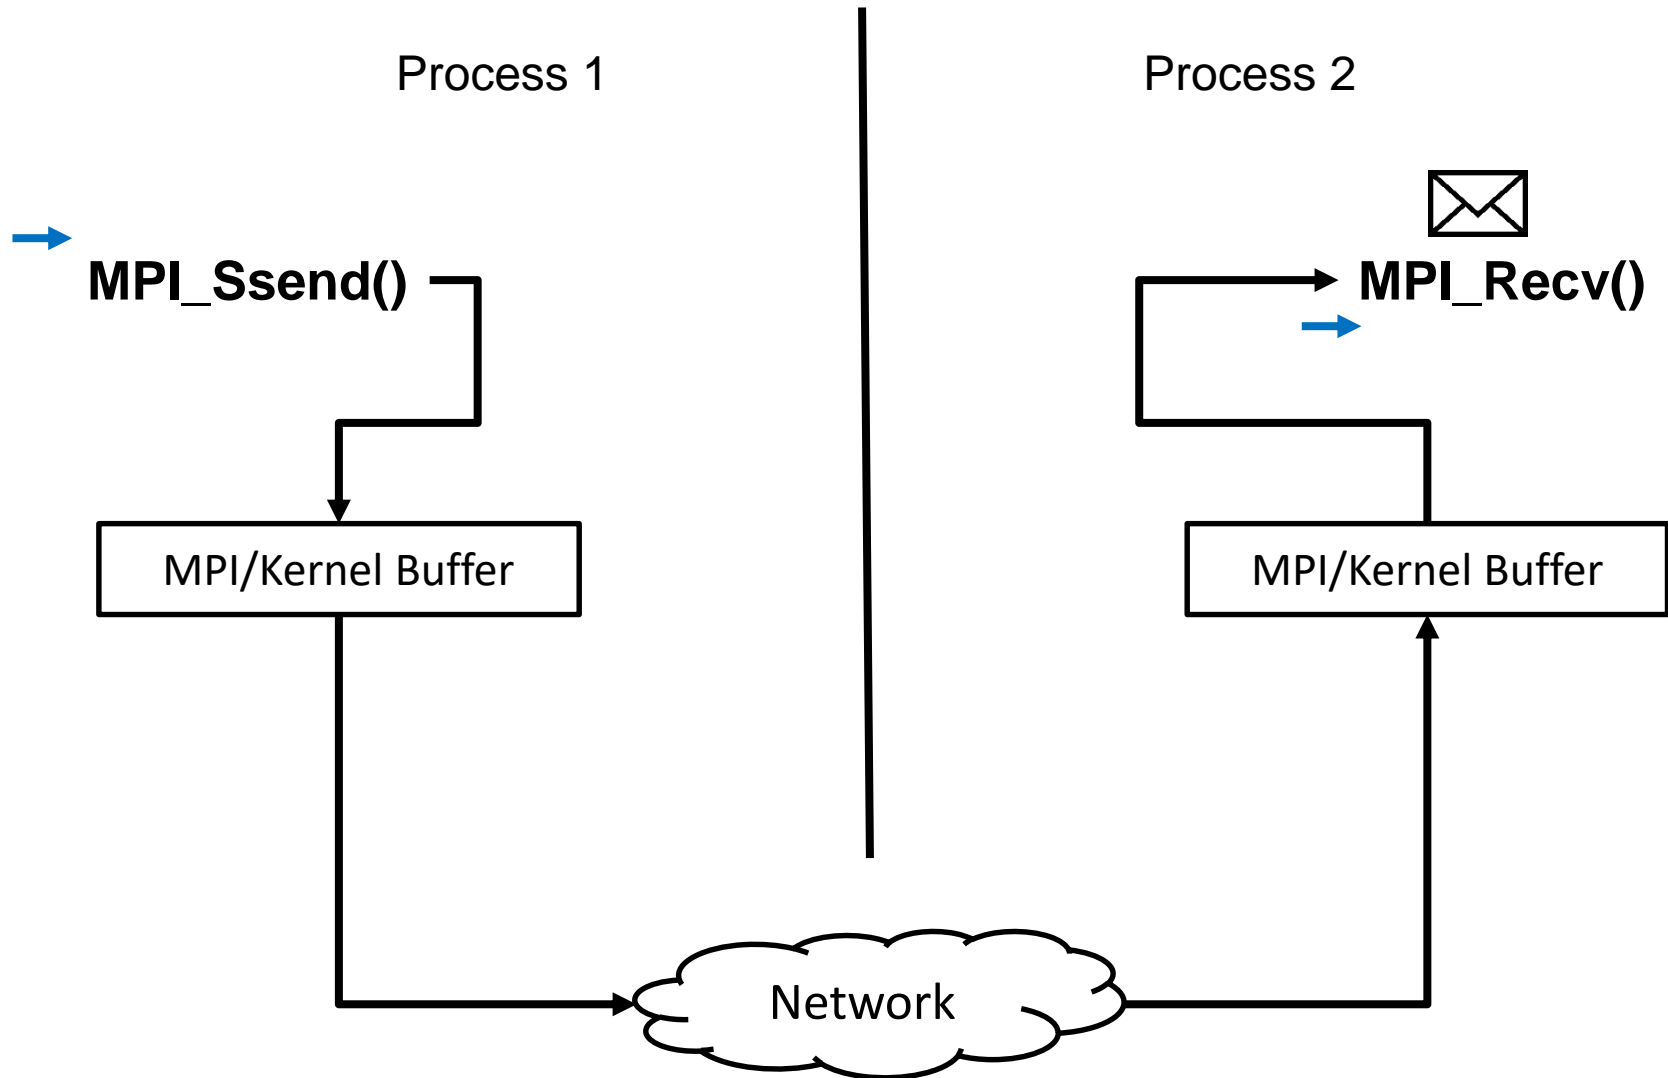 Process 1
Process 2
MPI_Ssend()
MPI_Recv()
MPI/Kernel Buffer
MPI/Kernel Buffer
Network